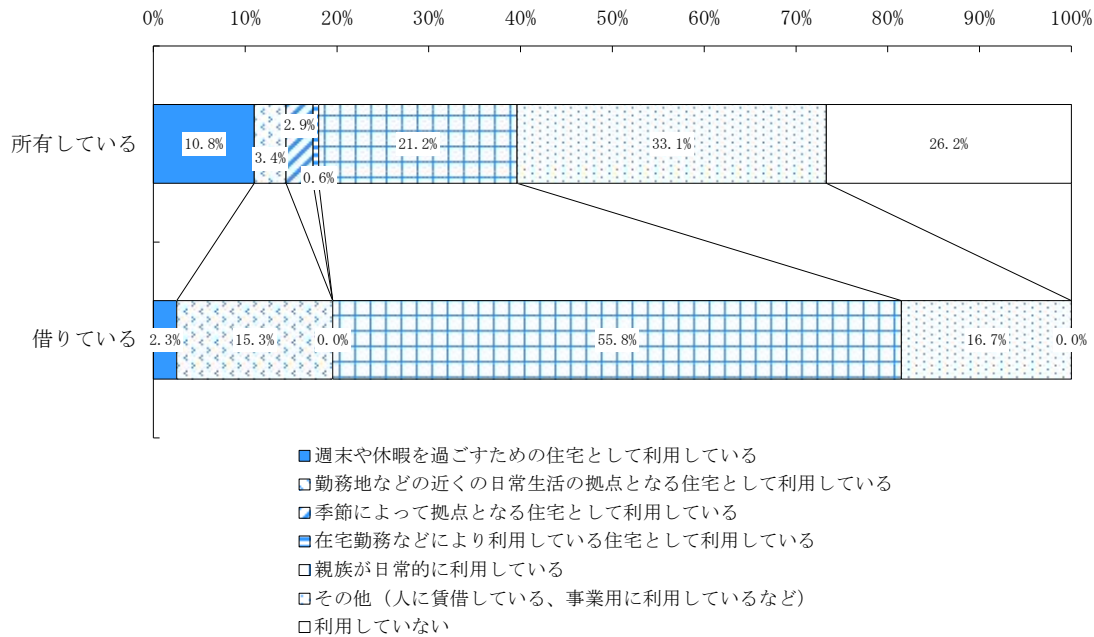 0% 10% 20% 30% 40% 50% 60% 70% 80% 90% 100%
所有している
10.8%
3.4%
2.9%
0.6%
21.2%
33.1%
26.2%
借りている
2.3%
15.3%
0.0%
55.8%
16.7%
0.0%
週末や休暇を過ごすための住宅として利用している
勤務地などの近くの日常生活の拠点となる住宅として利用している
季節によって拠点となる住宅として利用している
在宅勤務などにより利用している住宅として利用している
親族が日常的に利用している
その他（人に賃借している、事業用に利用しているなど）
利用していない